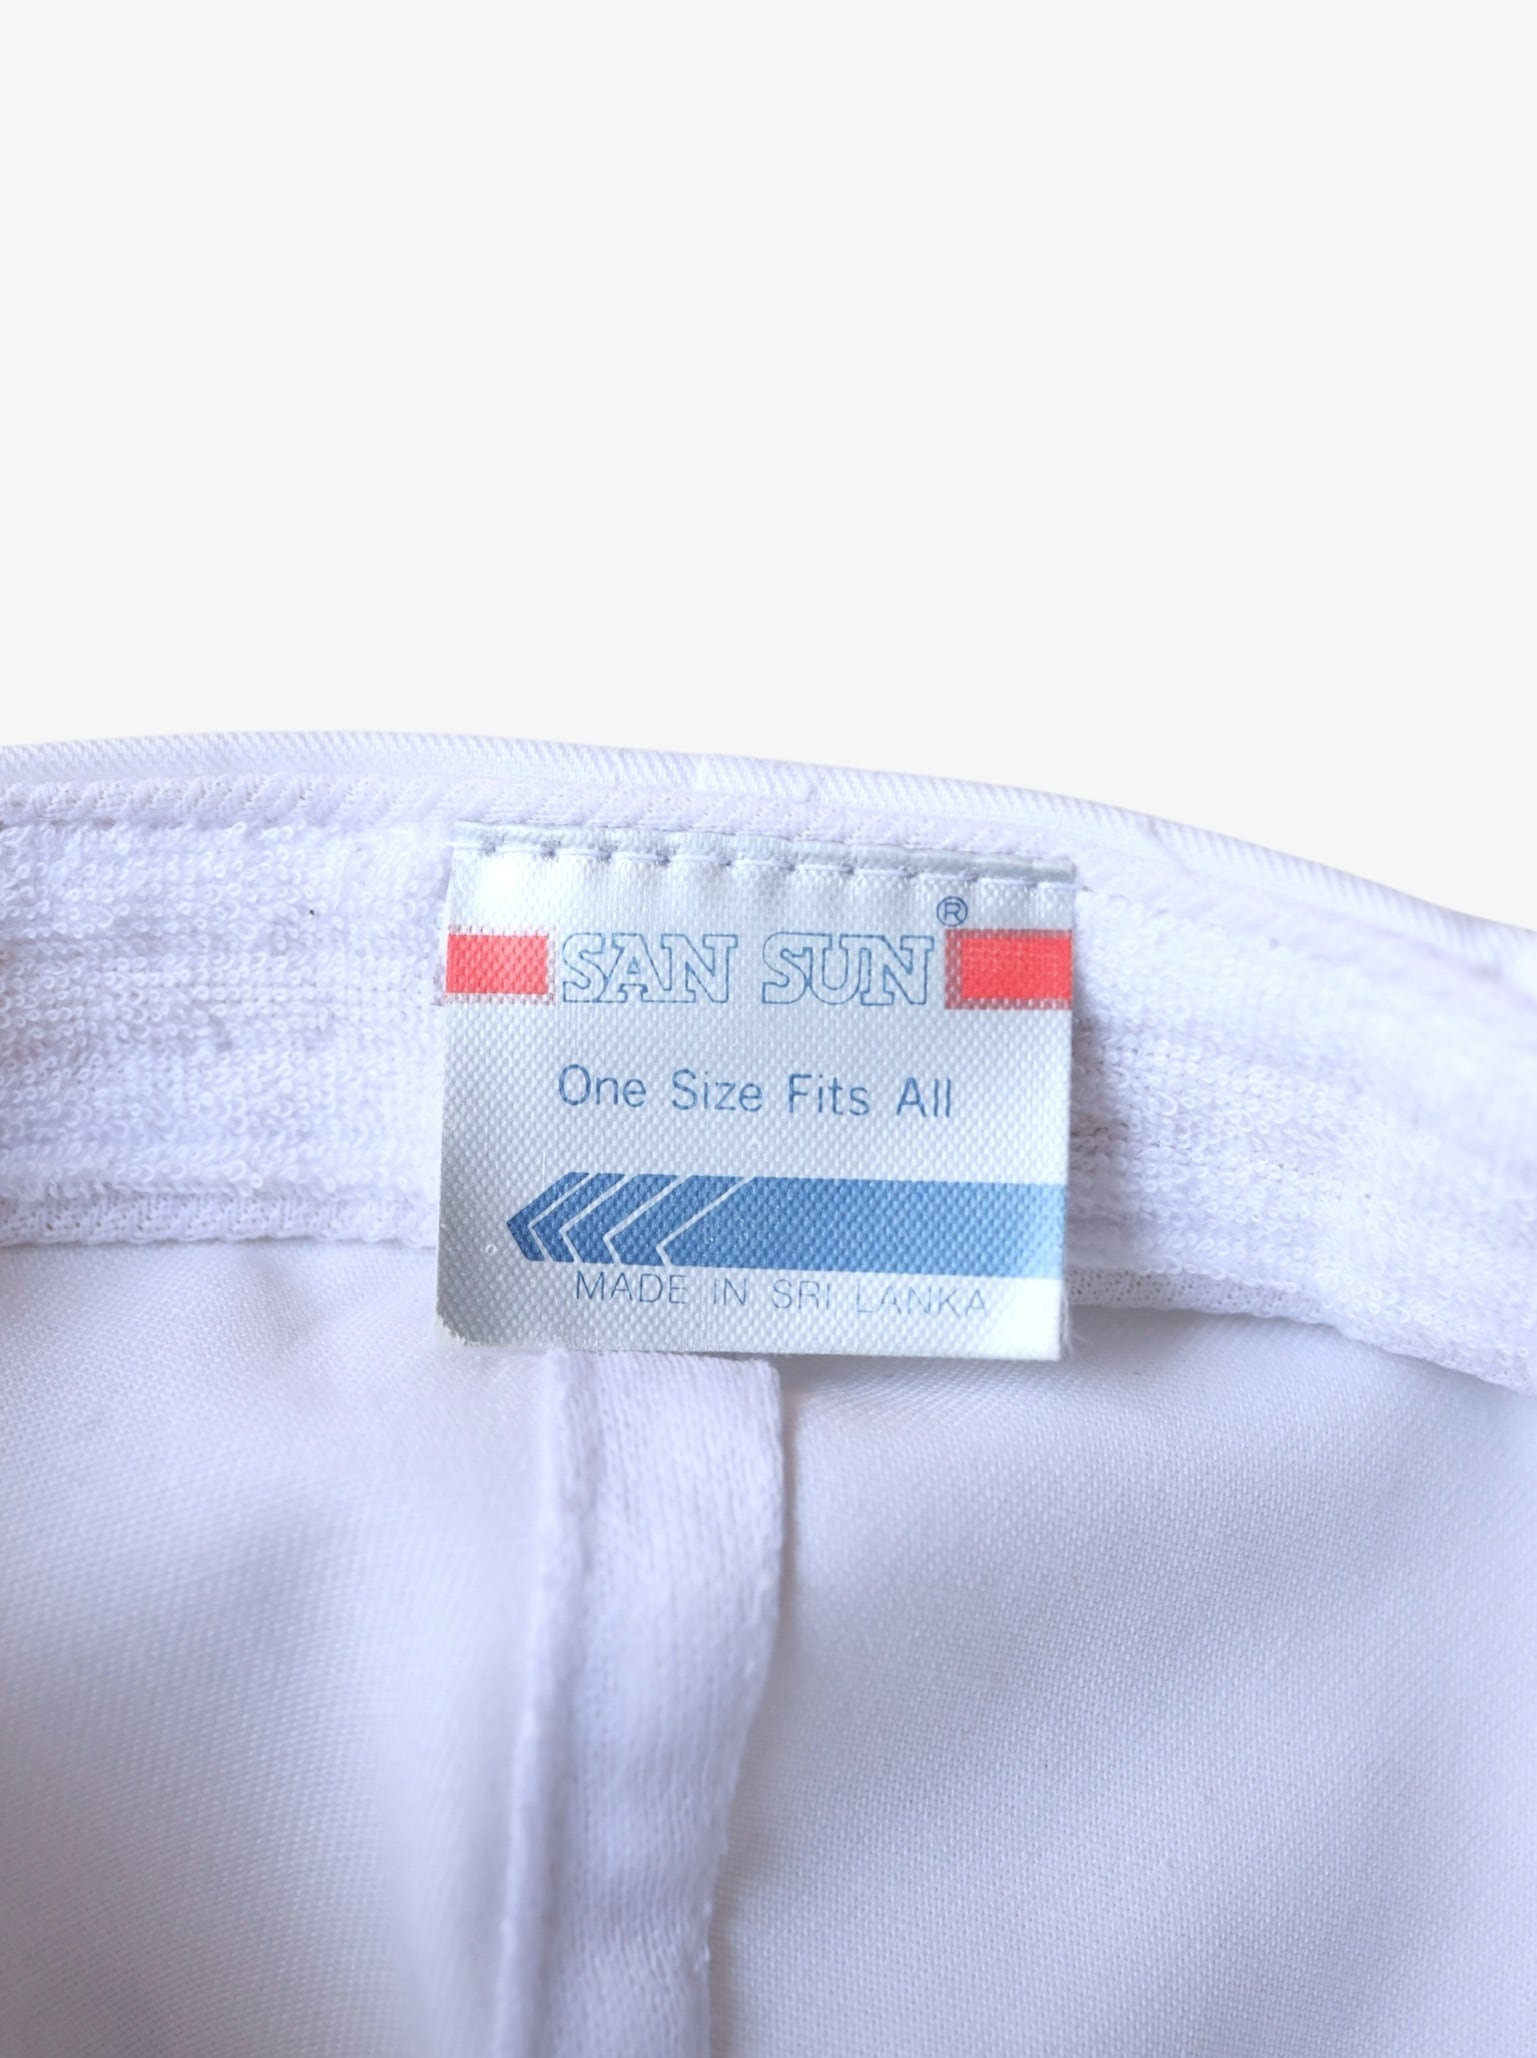 SAN SUN ®
One Size Fits All
MADE IN SRI LANKA